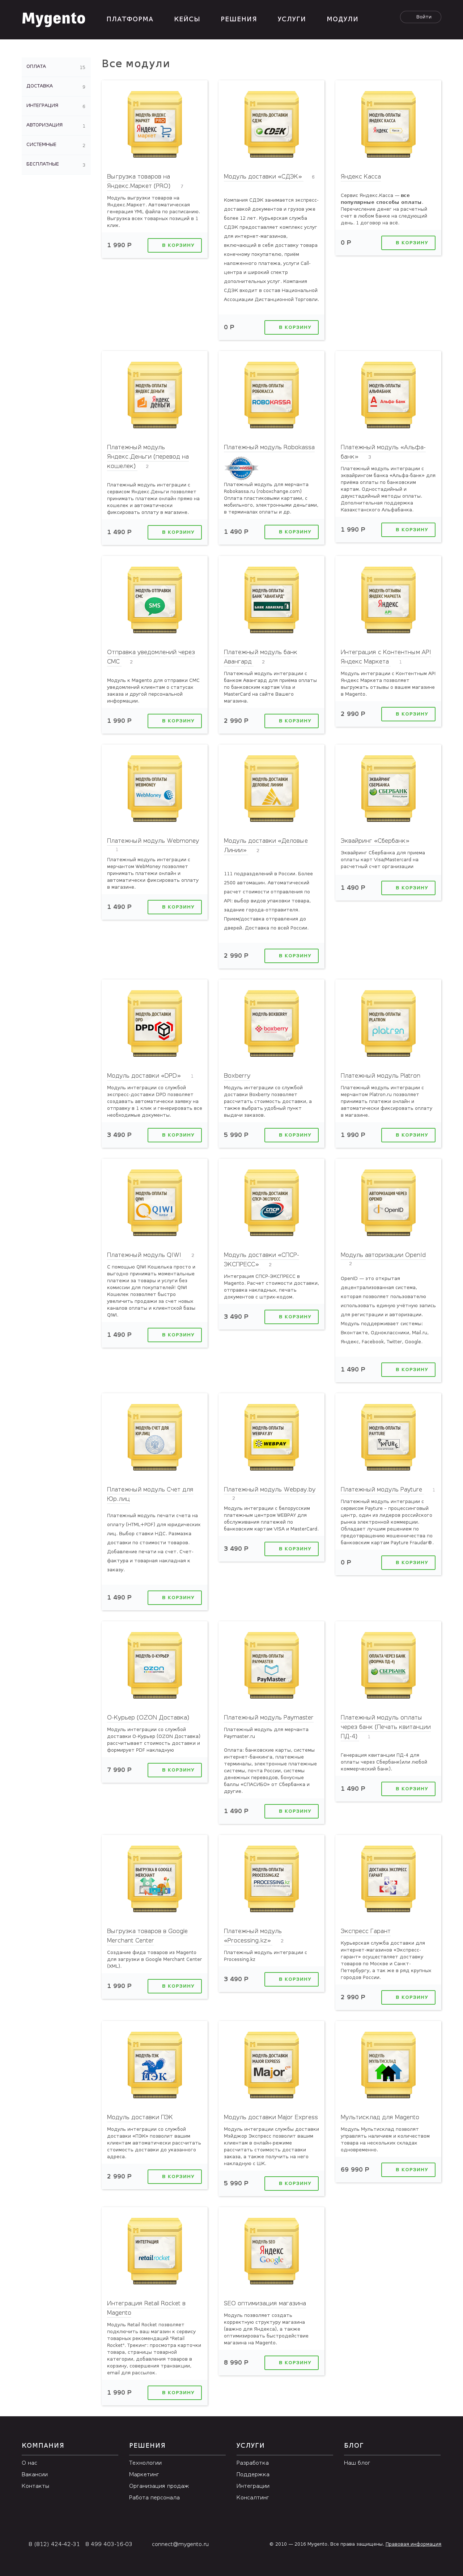 Mygento
ПЛАТФОРМА
КЕЙСЫ
РЕШЕНИЯ
УСЛУГИ
МОДУЛИ
Войти
ОПЛАТА
ДОСТАВКА
ИНТЕГРАЦИЯ
АВТОРИЗАЦИЯ 1
СИСТЕМНЫЕ 2
БЕСПЛАТНЫЕ 3
Все модули
Выгрузка товаров на
Яндекс.Маркет (PRO)
Модуль выгрузки товаров на
Яндекс.Маркет. Автоматическая
генерация YML файла по расписанию.
Выгрузка всех товарных позиций в 1
клик.
1 990 Р
В КОРЗИНУ
Модуль доставки «СДЭК»
Компания СДЭК занимается экспресс-
доставкой документов и грузов уже
более 12 лет. Курьерская служба
СДЭК предоставляет комплекс услуг
для интернет-магазинов,
включающий в себя доставку товара
конечному покупателю, приём
наложенного платежа, услуги Call-
центра и широкий спектр
дополнительных услуг. Компания
СДЭК входит в состав Национальной
Ассоциации Дистанционной Торговли.
0 Р
В КОРЗИНУ
Яндекс Касса
Сервис Яндекс.Касса — все
популярные способы оплаты.
Перечисление денег на расчетный
счет в любом банке на следующий
день, 1 договор на все.
0 Р
В КОРЗИНУ
Платежный модуль
Яндекс.Деньги (перевод на
кошелек)
Платежный модуль интеграции с
сервисом Яндекс.Деньги позволяет
принимать платежи онлайн прямо на
кошелек и автоматически
фиксировать оплату в магазине.
1 490 Р
В КОРЗИНУ
Платежный модуль Robokassa
Платежный модуль для мерчанта
Robokassa.ru (roboxchange.com)
Оплата пластиковыми картами, с
мобильного, электронными деньгами,
в терминалах оплаты и др.
1 490 Р
В КОРЗИНУ
Платежный модуль «Альфа-
банк» 3
Платежный модуль интеграции с
эквайрингом банка «Альфа банк» для
приёма оплаты по банковским
картам. Одностадийный и
двухстадийный методы оплаты.
Дополнительная поддержка
Казахстанского Альфабанка.
1 990 Р
В КОРЗИНУ
Отправка уведомлений через
СМС
Модуль к Magento для отправки СМС
уведомлений клиентам о статусах
заказа и другой персональной
информации.
1 990 Р
В КОРЗИНУ
Платежный модуль банк
Авангард
Платежный модуль интеграции с
банком Авангард для приема оплаты
по банковским картам Visa и
MasterCard на сайте Вашего
магазина.
2 990 Р
В КОРЗИНУ
Интеграция с Контентным API
Яндекс Маркета 1
Модуль интеграции с Контентным API
Яндекс Маркета позволяет
выгружать отзывы о вашем магазине
в Magento.
2 990 Р
В КОРЗИНУ
Платежный модуль Webmoney
1
Платежный модуль интеграции с
мерчантом WebMoney позволяет
принимать платежи онлайн и
автоматически фиксировать оплату
в магазине.
1 490 Р
В КОРЗИНУ
Модуль доставки «Деловые
Линии»
111 подразделений в России. Более
2500 автомашин. Автоматический
расчет стоимости отправления по
API: выбор видов упаковки товара,
задание города-отправителя.
Прием/доставка отправления до
дверей. Доставка по всей России.
2 990 Р
В КОРЗИНУ
Эквайринг «Сбербанк»
Эквайринг Сбербанка для приема
оплаты карт Visa/Mastercard на
расчетный счет организации
1 490 Р
В КОРЗИНУ
Модуль доставки «DPD» 1
Модуль интеграции со службой
экспресс-доставки DPD позволяет
создавать автоматически заявку на
отправку в 1 клик и генерировать все
необходимые документы.
3 490 Р
В КОРЗИНУ
Boxberry
Модуль интеграции со службой
доставки Boxberry позволяет
рассчитать стоимость доставки, а
также выбрать удобный пункт
выдачи заказов.
5 990 Р
В КОРЗИНУ
Платежный модуль Platron
Платежный модуль интеграции с
мерчантом Platron.ru позволяет
принимать платежи онлайн и
автоматически фиксировать оплату
в магазине.
1 990 Р
В КОРЗИНУ
Платежный модуль QIWI 2
С помощью QIWI Кошелька просто и
выгодно принимать моментальные
платежи за товары и услуги без
комиссии для покупателей! QIWI
Кошелек позволяет быстро
увеличить продажи за счет новых
каналов оплаты и клиентской базы
QIWI.
1 490 Р
В КОРЗИНУ
Модуль доставки «СПСР-
ЭКСПРЕСС» 2
Интеграция СПСР-ЭКСПРЕСС в
Magento. Расчет стоимости доставки,
отправка накладных, печать
документов с штрих-кодом.
3 490 Р
В КОРЗИНУ
Модуль авторизации OpenId
2
OpenID — это открытая
децентрализованная система,
которая позволяет пользователю
использовать единую учётную запись
для регистрации и авторизации.
Модуль поддерживает системы:
Вконтакте, Одноклассники, Mail.ru,
Яндекс, Facebook, Twitter, Google.
1 490 Р
В КОРЗИНУ
Платежный модуль Счет для
Юр.лиц
Платежный модуль печати счета на
оплату (HTML+PDF) для юридических
лиц. Выбор ставки НДС. Размазка
доставки по стоимости товаров.
Добавление печати на счет. Счет-
фактура и товарная накладная к
заказу.
1 490 Р
В КОРЗИНУ
Платежный модуль Webpay.by
2
Модуль интеграции с белорусским
платежным центром WEBPAY для
обслуживания платежей по
банковским картам VISA и MasterCard.
3 490 Р
В КОРЗИНУ
Платежный модуль Payture 1
Платежный модуль интеграции с
сервисом Payture – процессинговый
центр, один из лидеров российского
рынка электронной коммерции.
Обладает лучшим решением по
предотвращению мошенничества по
банковским картам Payture fraudar®.
0 Р
В КОРЗИНУ
О-Курьер (OZON Доставка)
Модуль интеграции со службой
доставки О-Курьер (OZON Доставка)
рассчитывает стоимость доставки и
формирует PDF накладную
7 990 Р
В КОРЗИНУ
Платежный модуль Paymaster
Платежный модуль для мерчанта
Paymaster.ru
Оплата: банковские карты, системы
интернет-банкинга, платежные
терминалы, электронные платежные
системы, почта России, системы
денежных переводов, бонусные
баллы «СПАСИБО» от Сбербанка и
другие.
1 490 Р
В КОРЗИНУ
Платежный модуль оплаты
через банк (Печать квитанции
ПД-4) 1
Генерация квитанции ПД-4 для
оплаты через Сбербанк(или любой
коммерческий банк).
1 490 Р
В КОРЗИНУ
Выгрузка товаров в Google
Merchant Center
Создание фида товаров из Magento
для загрузки в Google Merchant Center
(XML).
1 990 Р
В КОРЗИНУ
Платежный модуль
«Processing.kz» 2
Платежный модуль интеграции с
Processing.kz
3 490 Р
В КОРЗИНУ
Экспресс Гарант
Курьерская служба доставки для
интернет-магазинов «Экспресс-
гарант» осуществляет доставку
товаров по Москве и Санкт-
Петербургу, а так же в ряд крупных
городов России.
2 990 Р
В КОРЗИНУ
Модуль доставки ПЭК
Модуль интеграции со службой
доставки «ПЭК» позволит вашим
клиентам автоматически рассчитать
стоимость доставки до указанного
адреса.
2 990 Р
В КОРЗИНУ
Модуль доставки Major Express
Модуль интеграции службы доставки
Мэйджор Экспресс позволит вашим
клиентам в онлайн-режиме
рассчитать стоимость доставки
заказа, а также получить на него
накладную с ШК.
5 990 Р
В КОРЗИНУ
Мультисклад для Magento
Модуль Мультисклад позволят
управлять наличием и количеством
товара на нескольких складах
одновременно.
69 990 Р
В КОРЗИНУ
Интеграция Retail Rocket в
Magento
Модуль Retail Rocket позволяет
подключить ваш магазин к сервису
товарных рекомендаций "Retail
Rocket". Трекинг: просмотра карточки
товара, страницы товарной
категории, добавления товара в
корзину, совершения транзакции,
email для рассылок.
1 990 Р
В КОРЗИНУ
SEO оптимизация магазина
Модуль позволяет создать
корректную структуру магазина
(важно для Яндекса), а также
оптимизировать быстродействие
магазина на Magento.
8 990 Р
В КОРЗИНУ
КОМПАНИЯ
О нас
Вакансии
Контакты
РЕШЕНИЯ
Технологии
Маркетинг
Организация продаж
Работа персонала
УСЛУГИ
Разработка
Поддержка
Интеграции
Консалтинг
БЛОГ
Наш блог
8 (812) 424-42-31
8 499 403-16-03
connect@mygento.ru
© 2010 — 2016 Mygento. Все права защищены. Правовая информация